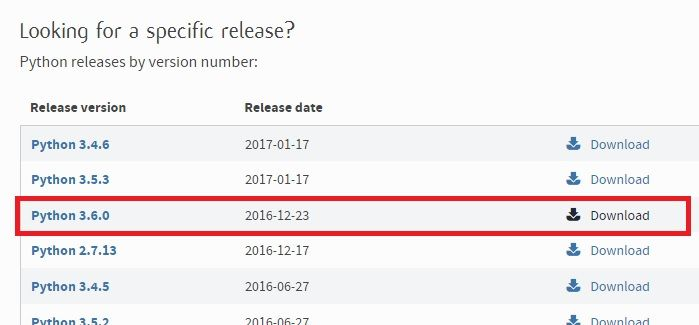 Looking for a specific release?
Python releases by version number:
Release version Release date
Python 3.4.6 2017-01-17 Download
Python 3.5.3 2017-01-17 Download
Python 3.6.0 2016-12-23 Download
Python 2.7.13 2016-12-17 Download
Python 3.4.5 2016-06-27 Download
Python 3.5.2 2016-06-27 Download